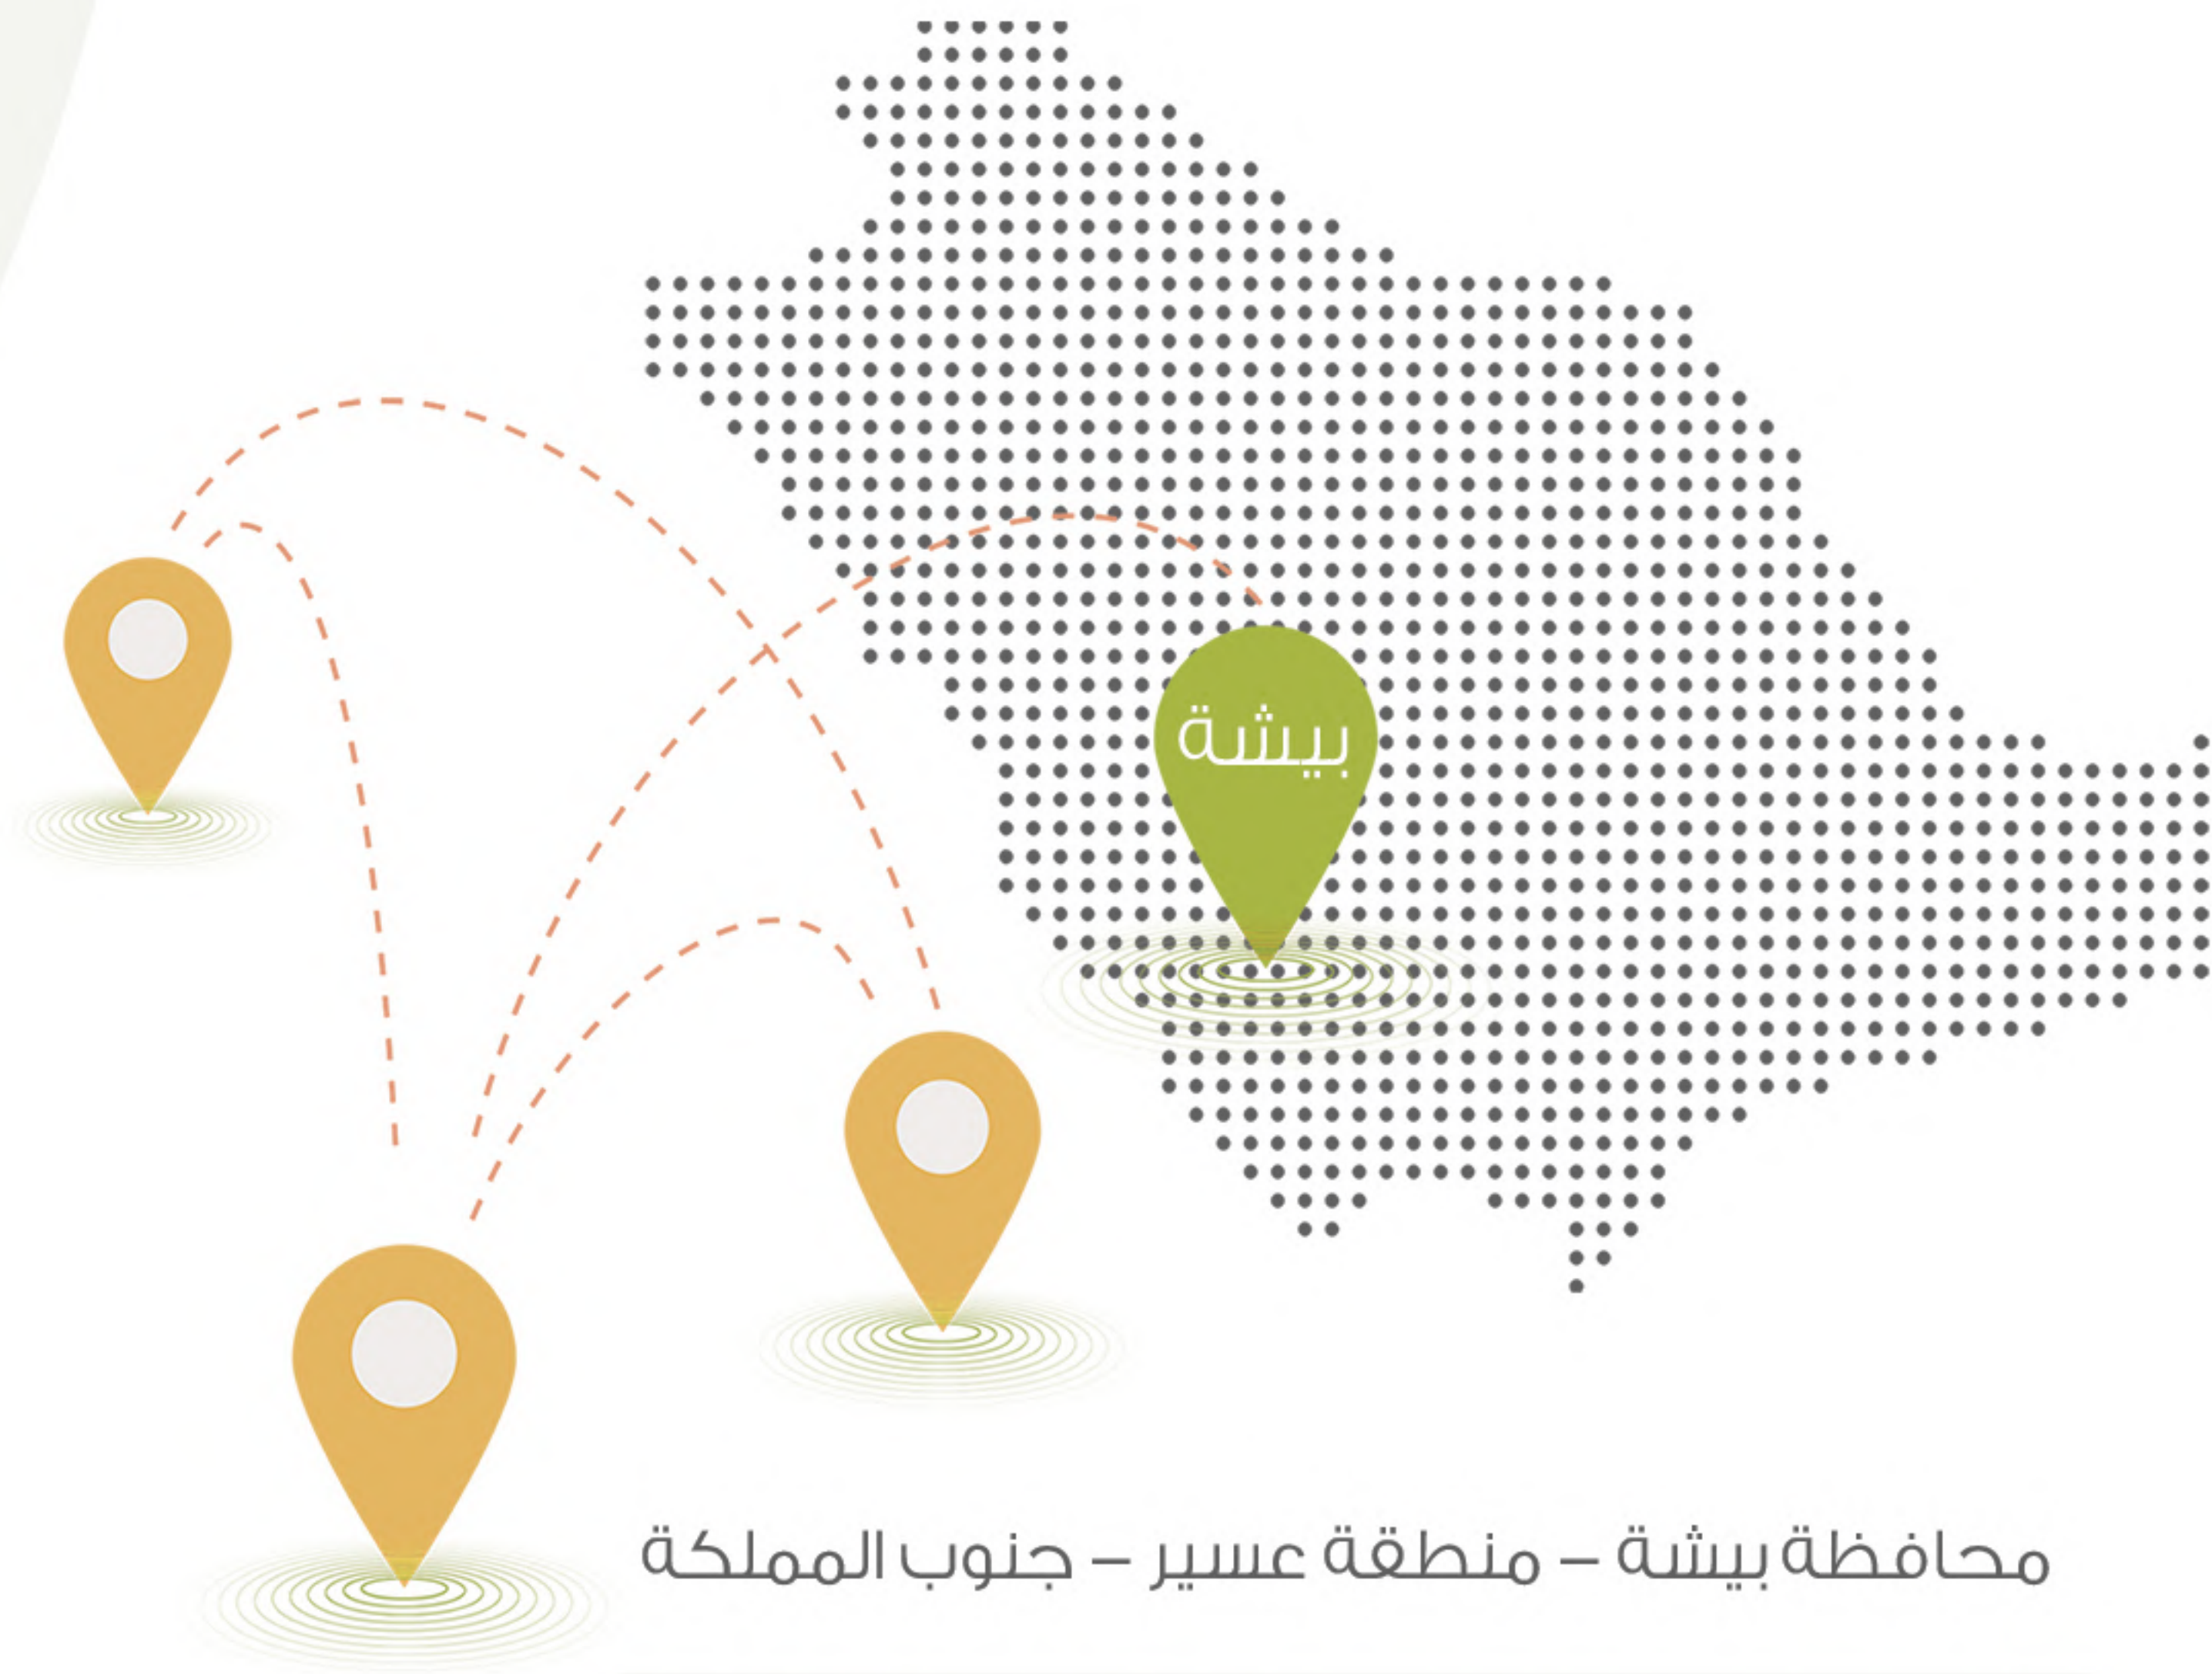 بيشة
محافظة بيشة – منطقة عسير – جنوب المملكة